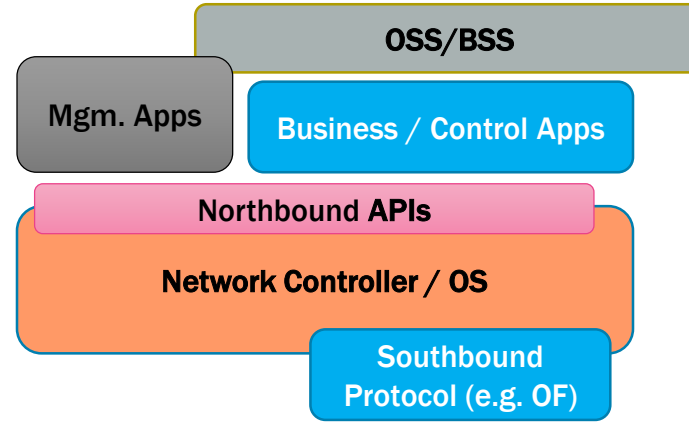 OSS/BSS
Mgm. Apps
Business / Control Apps
Northbound APIs
Network Controller / OS
Southbound
Protocol (e.g. OF)